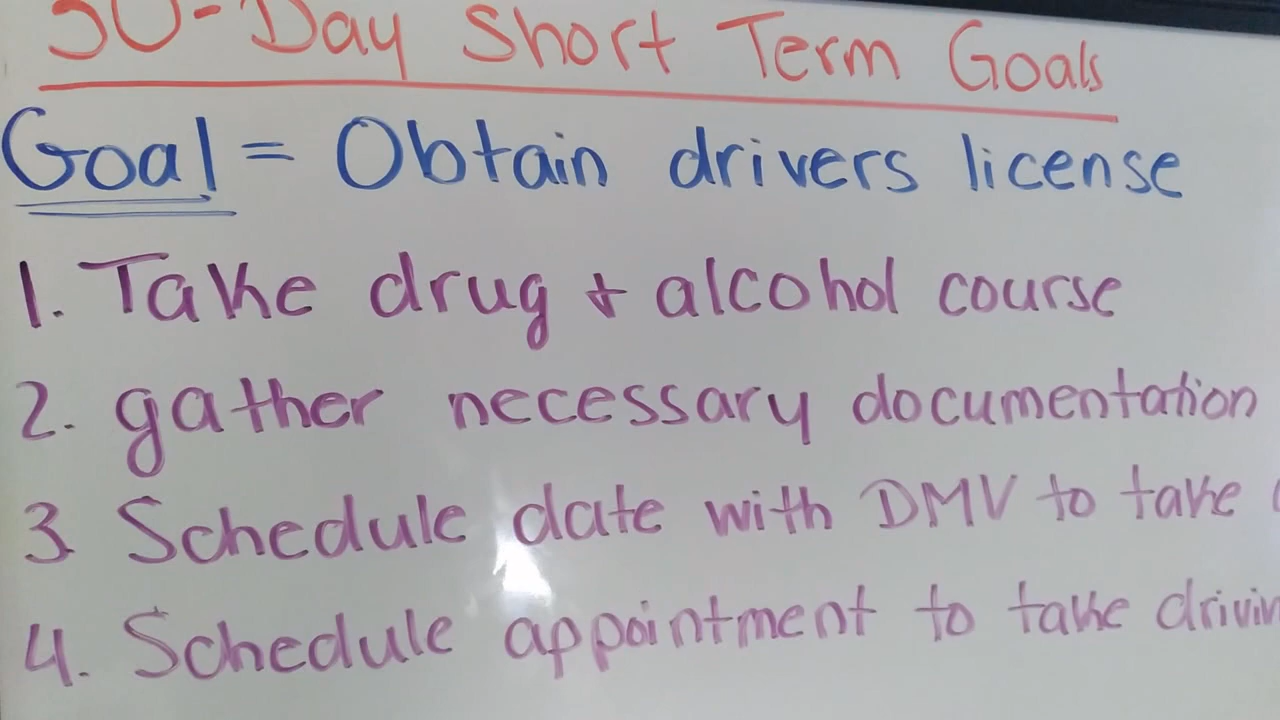 Day Short Term Goals
Goal = Obtain drivers license
1. Take drug + alcohol course
2. gather necessary documentation
3 Schedule date with DMV to take
4. Schedule appointment to take